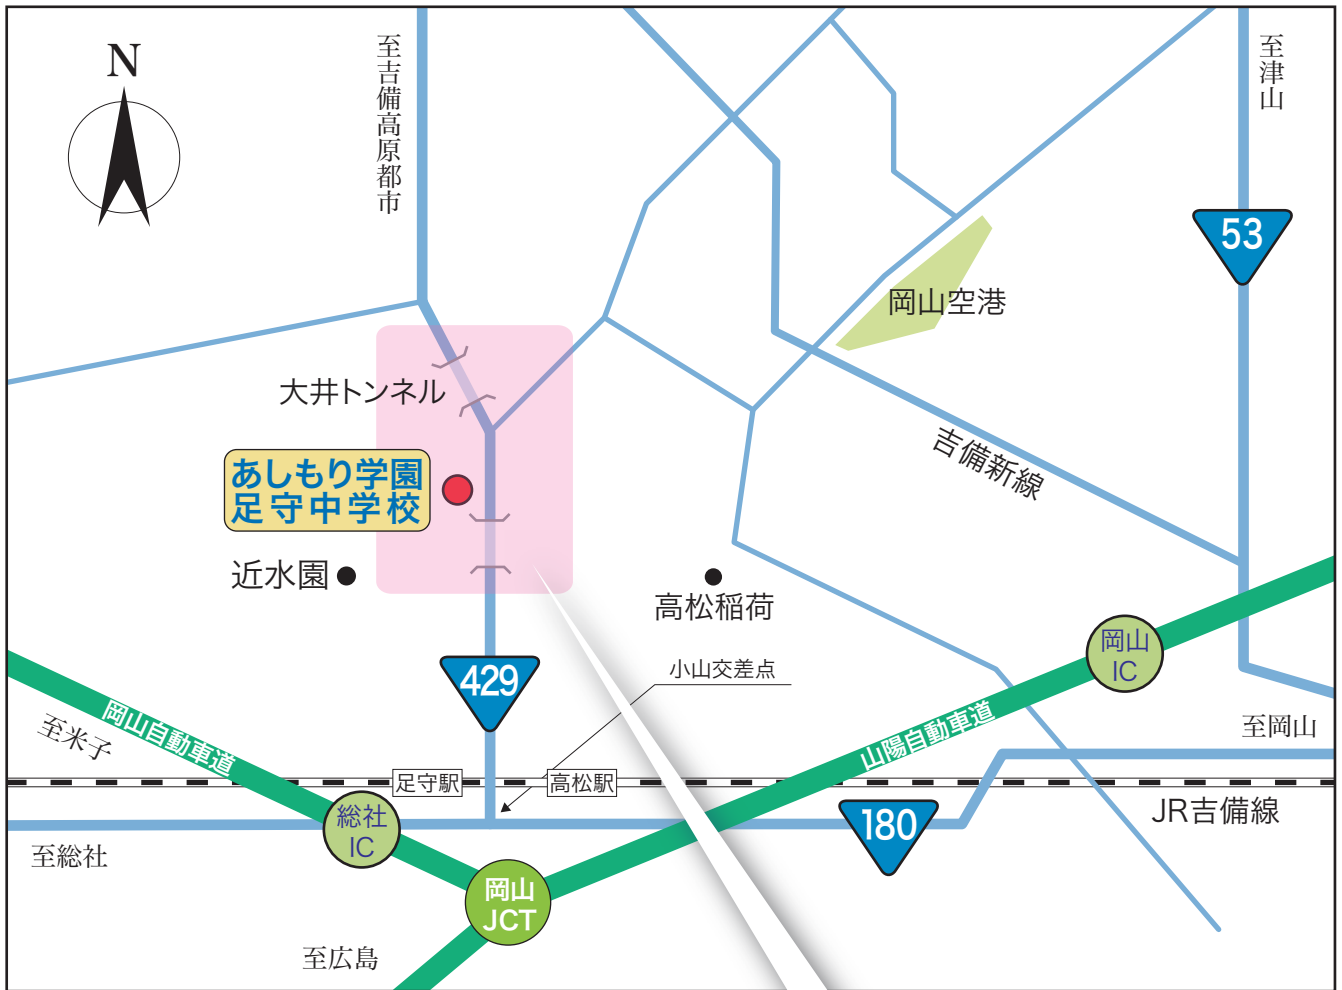 N
至吉備高原都市
至津山
53
岡山空港
大井トンネル
吉備新線
あしもり学園
足守中学校
近水園
高松稲荷
岡山
IC
429
小山交差点
岡山自動車道
至米子
山陽自動車道
至岡山
足守駅
高松駅
JR吉備線
総社
IC
180
至総社
岡山
JCT
至広島